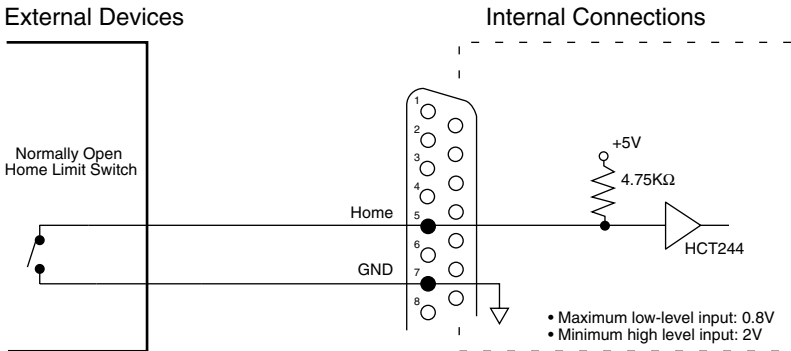 External Devices
Internal Connections
Normally Open
Home Limit Switch
Home
GND
1
2
3
4
5
6
7
8
+5V
4.75KΩ
HCT244
• Maximum low-level input: 0.8V
• Minimum high level input: 2V